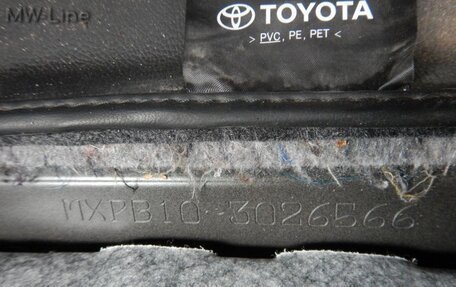 MW-Line
TOYOTA
> PVC, PE, PET <
MXPB10-3026566